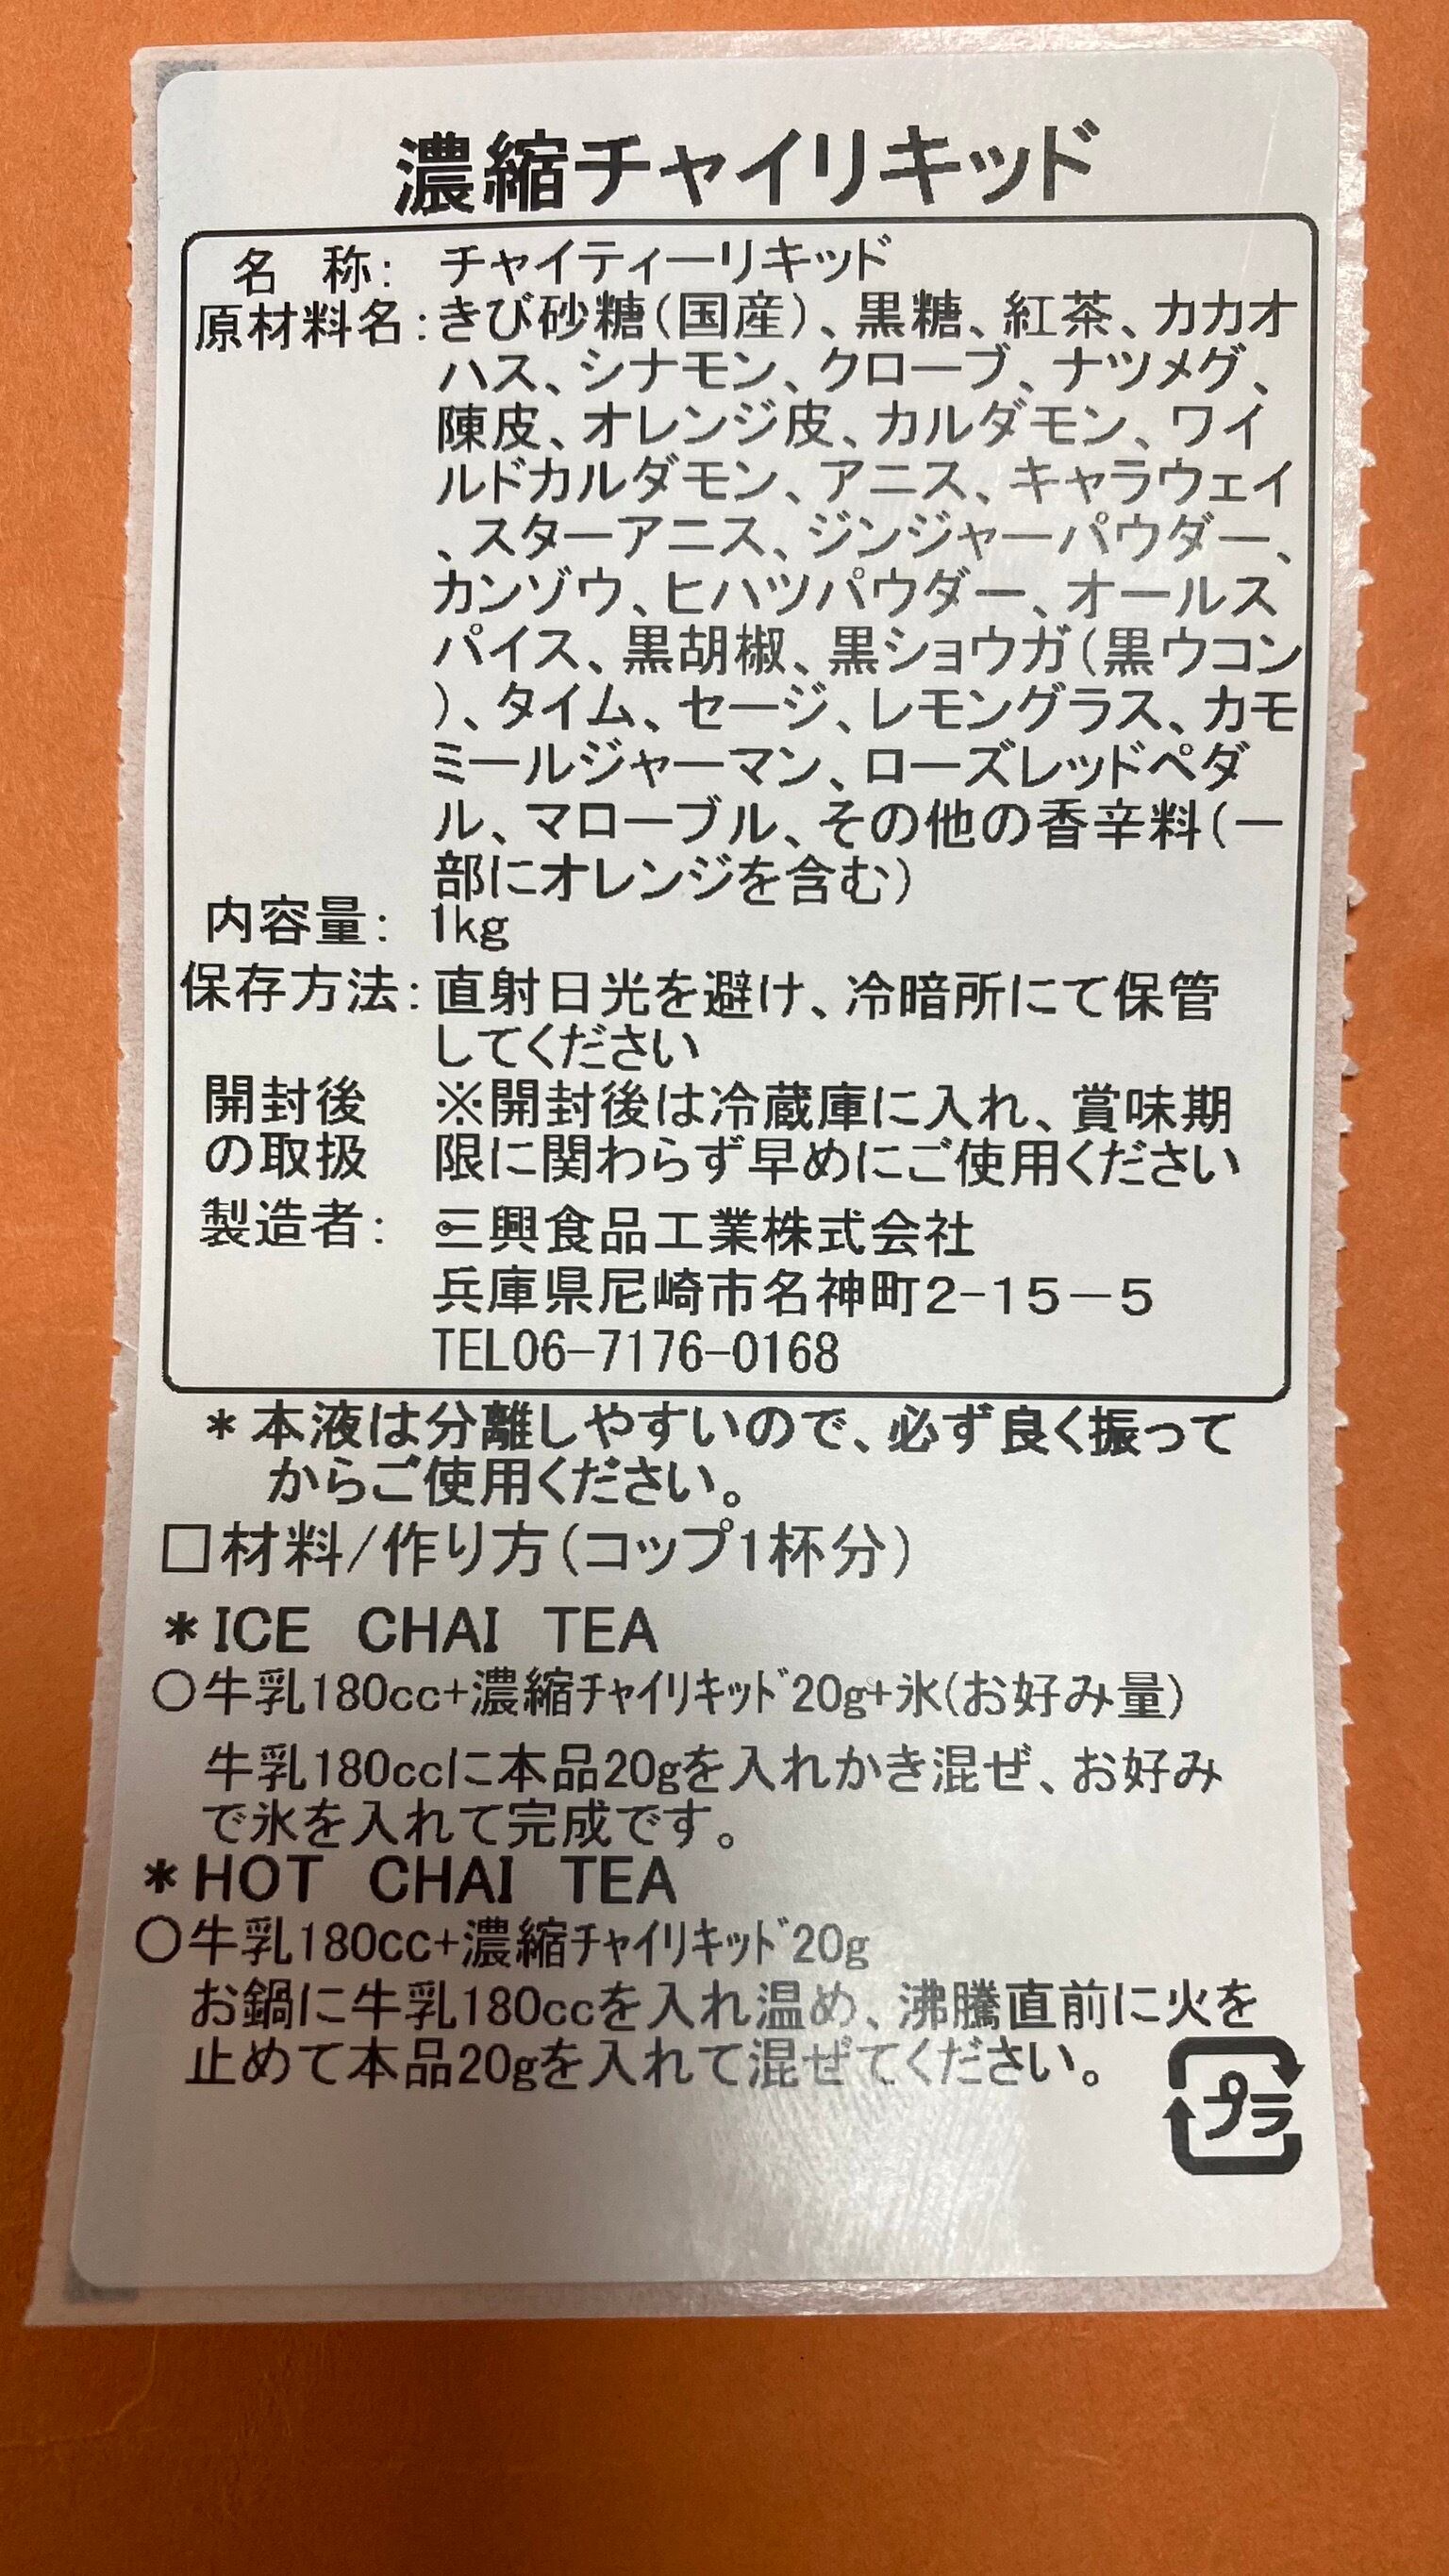 濃縮チャイリキッド
名 称: チャイティーリキッド
原材料名:きび砂糖(国産)、黒糖、紅茶、カカオ
ハス、シナモン、クローブ、ナツメグ、
陳皮、オレンジ皮、カルダモン、ワイ
ルドカルダモン、アニス、キャラウェイ
、スターアニス、ジンジャーパウダー、
カンゾウ、ヒハツパウダー、オールス
パイス、黒胡椒、黒ショウガ(黒ウコン
)、タイム、セージ、レモングラス、カモ
ミールジャーマン、ローズレッドペダ
ル、マローブル、その他の香辛料(一
部にオレンジを含む)
内容量: 1kg
保存方法:直射日光を避け、冷暗所にて保管
してください
開封後 ※開封後は冷蔵庫に入れ、賞味期
の取扱 限に関わらず早めにご使用ください
製造者: 三興食品工業株式会社
兵庫県尼崎市名神町2-15-5
TEL06-7176-0168
*本液は分離しやすいので、必ず良く振って
からご使用ください。
□材料/作り方(コップ1杯分)
*ICE CHAI TEA
○牛乳180cc+濃縮ﾁｬｲﾘｷｯﾄﾞ20g+氷(お好み量)
牛乳180ccに本品20gを入れかき混ぜ、お好み
で氷を入れて完成です。
*HOT CHAI TEA
○牛乳180cc+濃縮ﾁｬｲﾘｷｯﾄﾞ20g
お鍋に牛乳180ccを入れ温め、沸騰直前に火を
止めて本品20gを入れて混ぜてください。
プラ